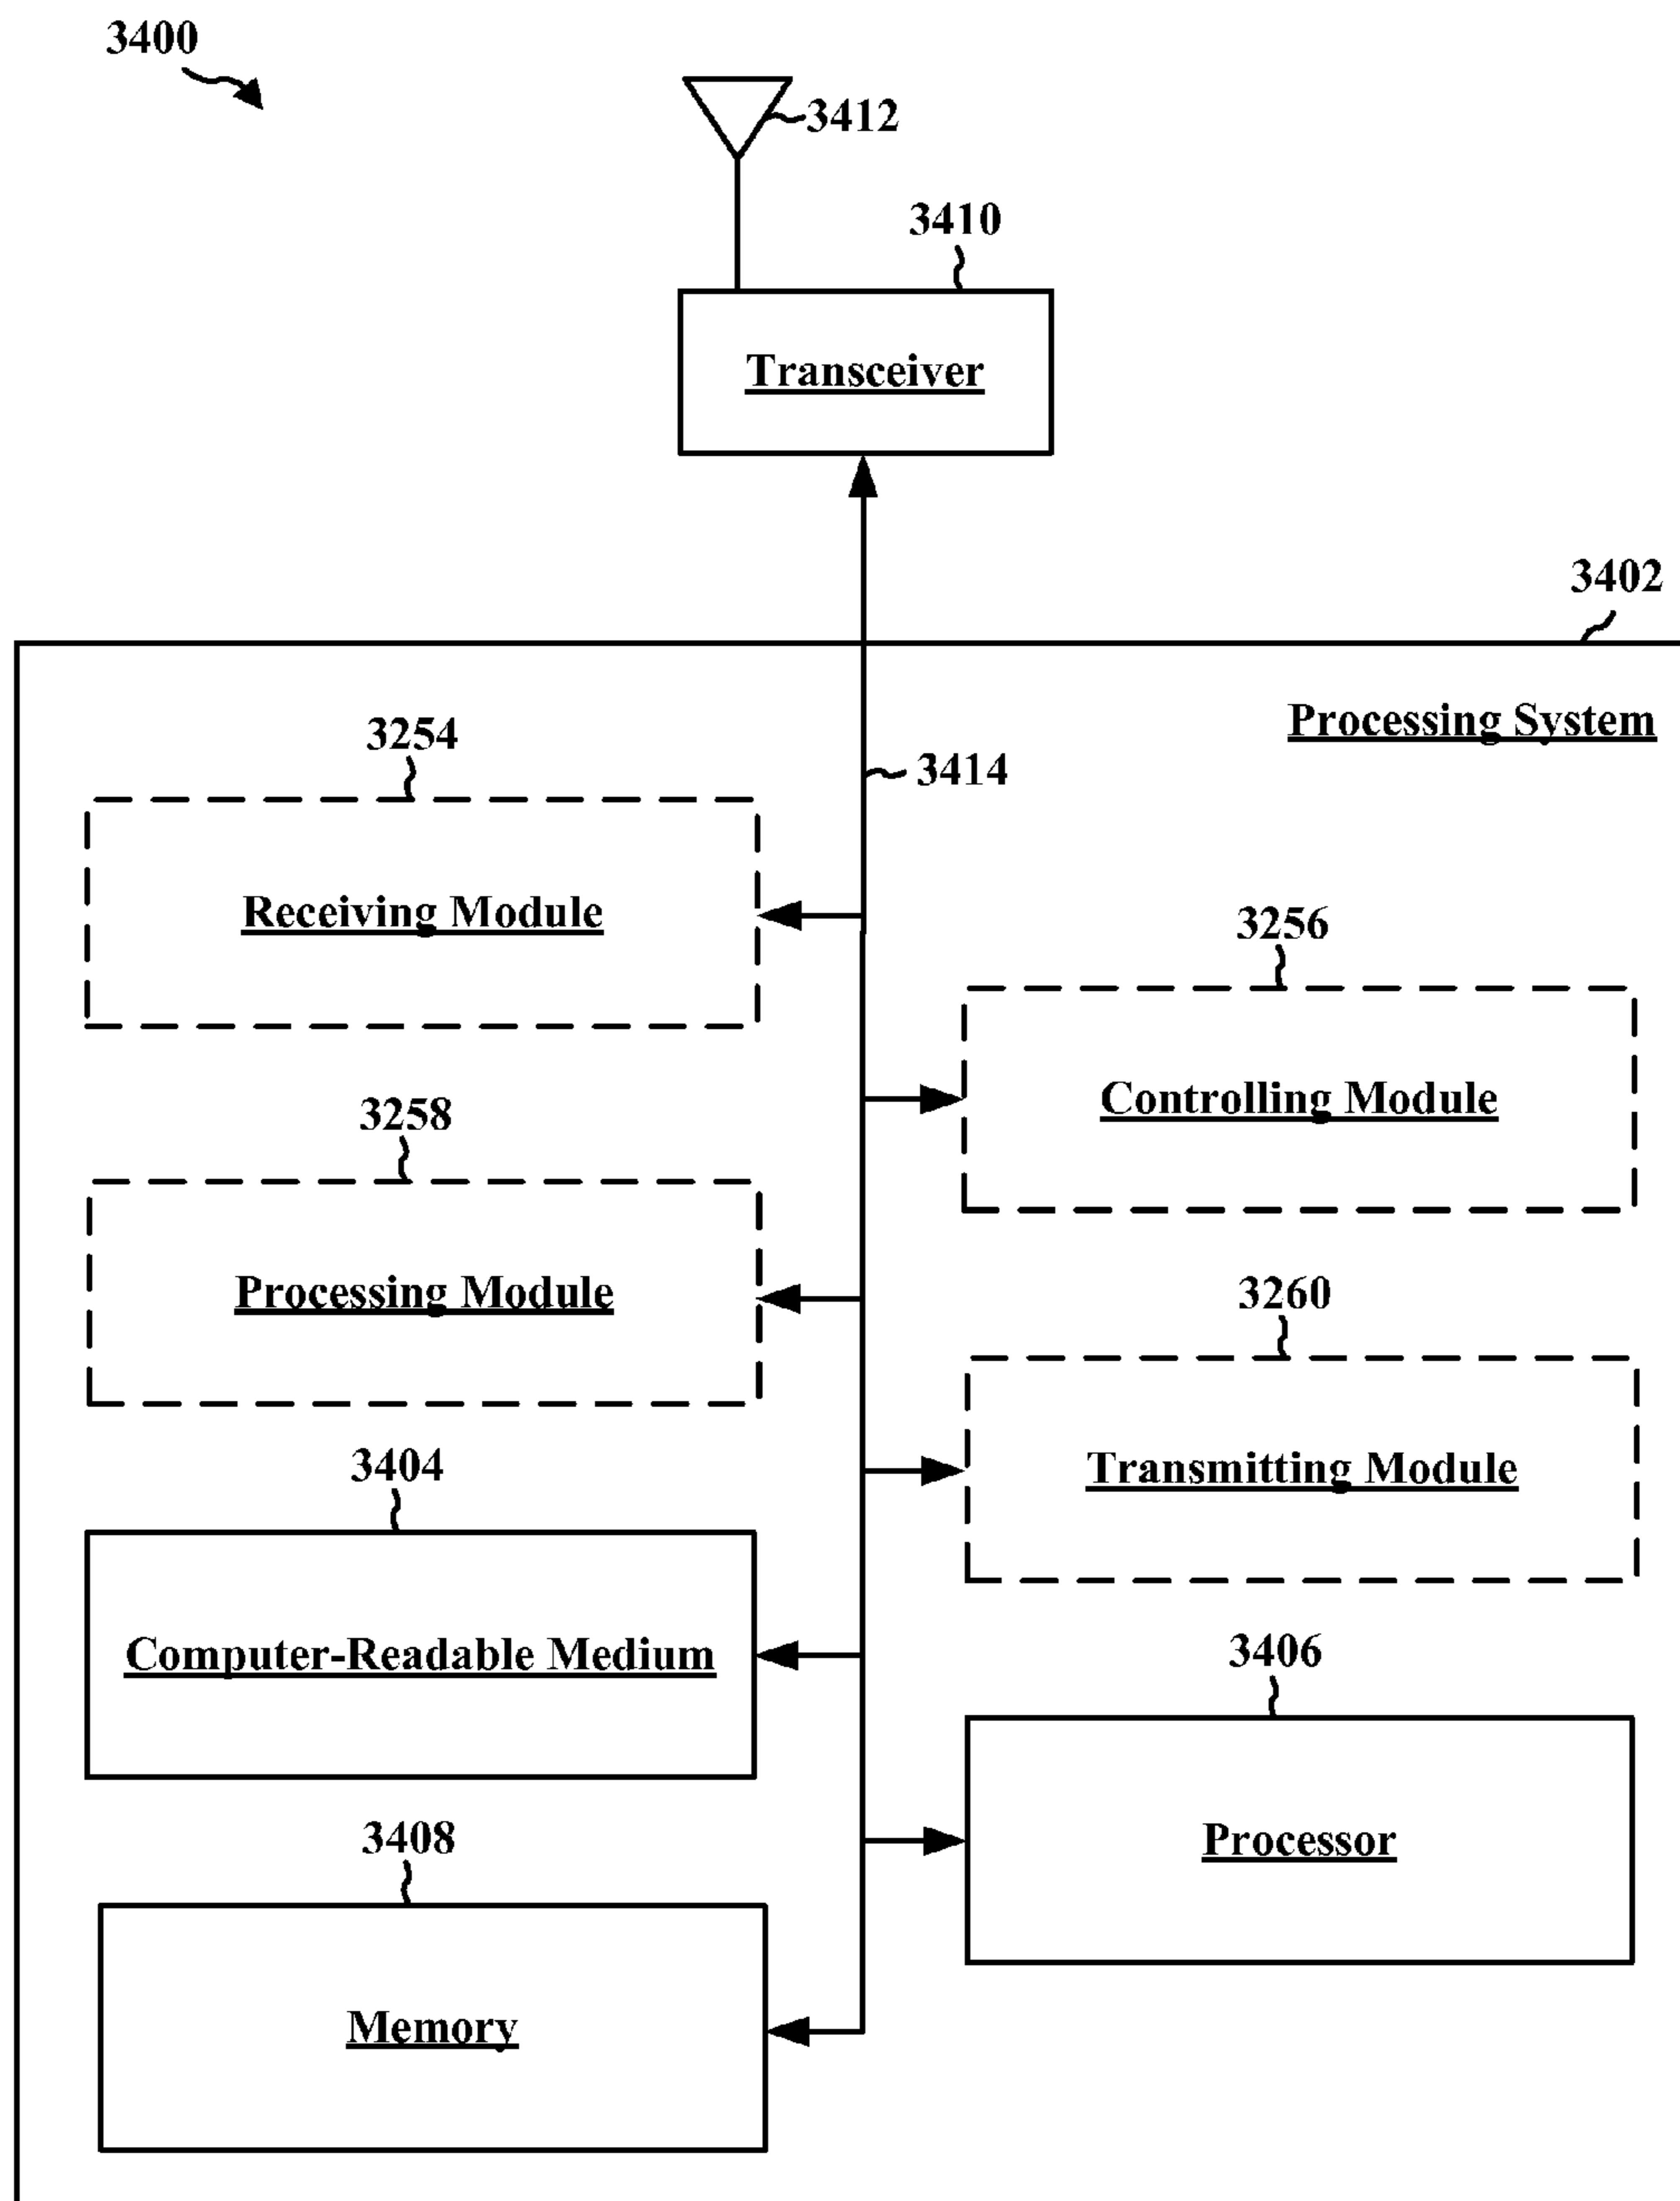 3400
3412
3410
Transceiver
3402
Processing System
3254
3414
Receiving Module
3256
Controlling Module
3258
Processing Module
3260
Transmitting Module
3404
Computer-Readable Medium
3406
Processor
3408
Memory